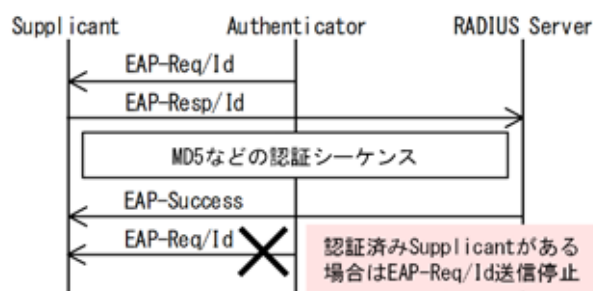 Supplicant Authenticator RADIUS Server
EAP-Req/Id
EAP-Resp/Id
MD5などの認証シーケンス
EAP-Success
EAP-Req/Id
認証済みSupplicantがある
場合はEAP-Req/Id送信停止